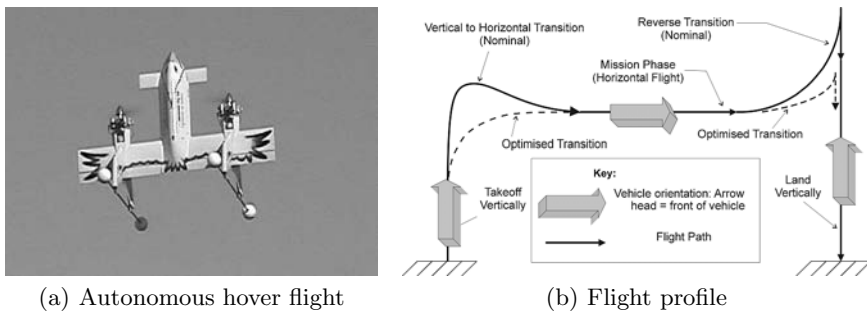 Vertical to Horizontal Transition
(Nominal)
Reverse Transition
(Nominal)
Mission Phase
(Horizontal Flight)
Optimised Transition
Optimised Transition
Takeoff
Vertically
Key:
Vehicle orientation: Arrow
head = front of vehicle
Flight Path
Land
Vertically
(a) Autonomous hover flight
(b) Flight profile